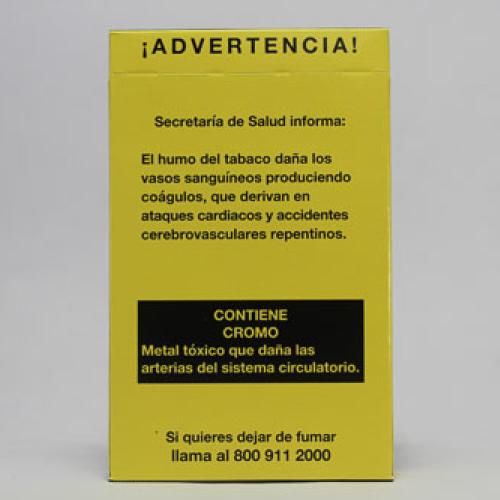 ¡ADVERTENCIA!
Secretaría de Salud informa:
El humo del tabaco daña los
vasos sanguíneos produciendo
coágulos, que derivan en
ataques cardiacos y accidentes
cerebrovasculares repentinos.
CONTIENE
CROMO
Metal tóxico que daña las
arterias del sistema circulatorio.
Si quieres dejar de fumar
llama al 800 911 2000